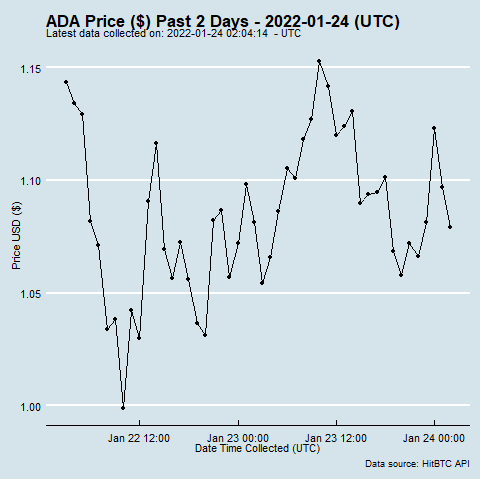 ADA Price ($) Past 2 Days - 2022-01-24 (UTC)
Latest data collected on: 2022-01-24 02:04:14  - UTC
1.15
1.10
1.05
1.00
Price USD ($)
Jan 22 12:00
Jan 23 00:00
Jan 23 12:00
Jan 24 00:00
Date Time Collected (UTC)
Data source: HitBTC API